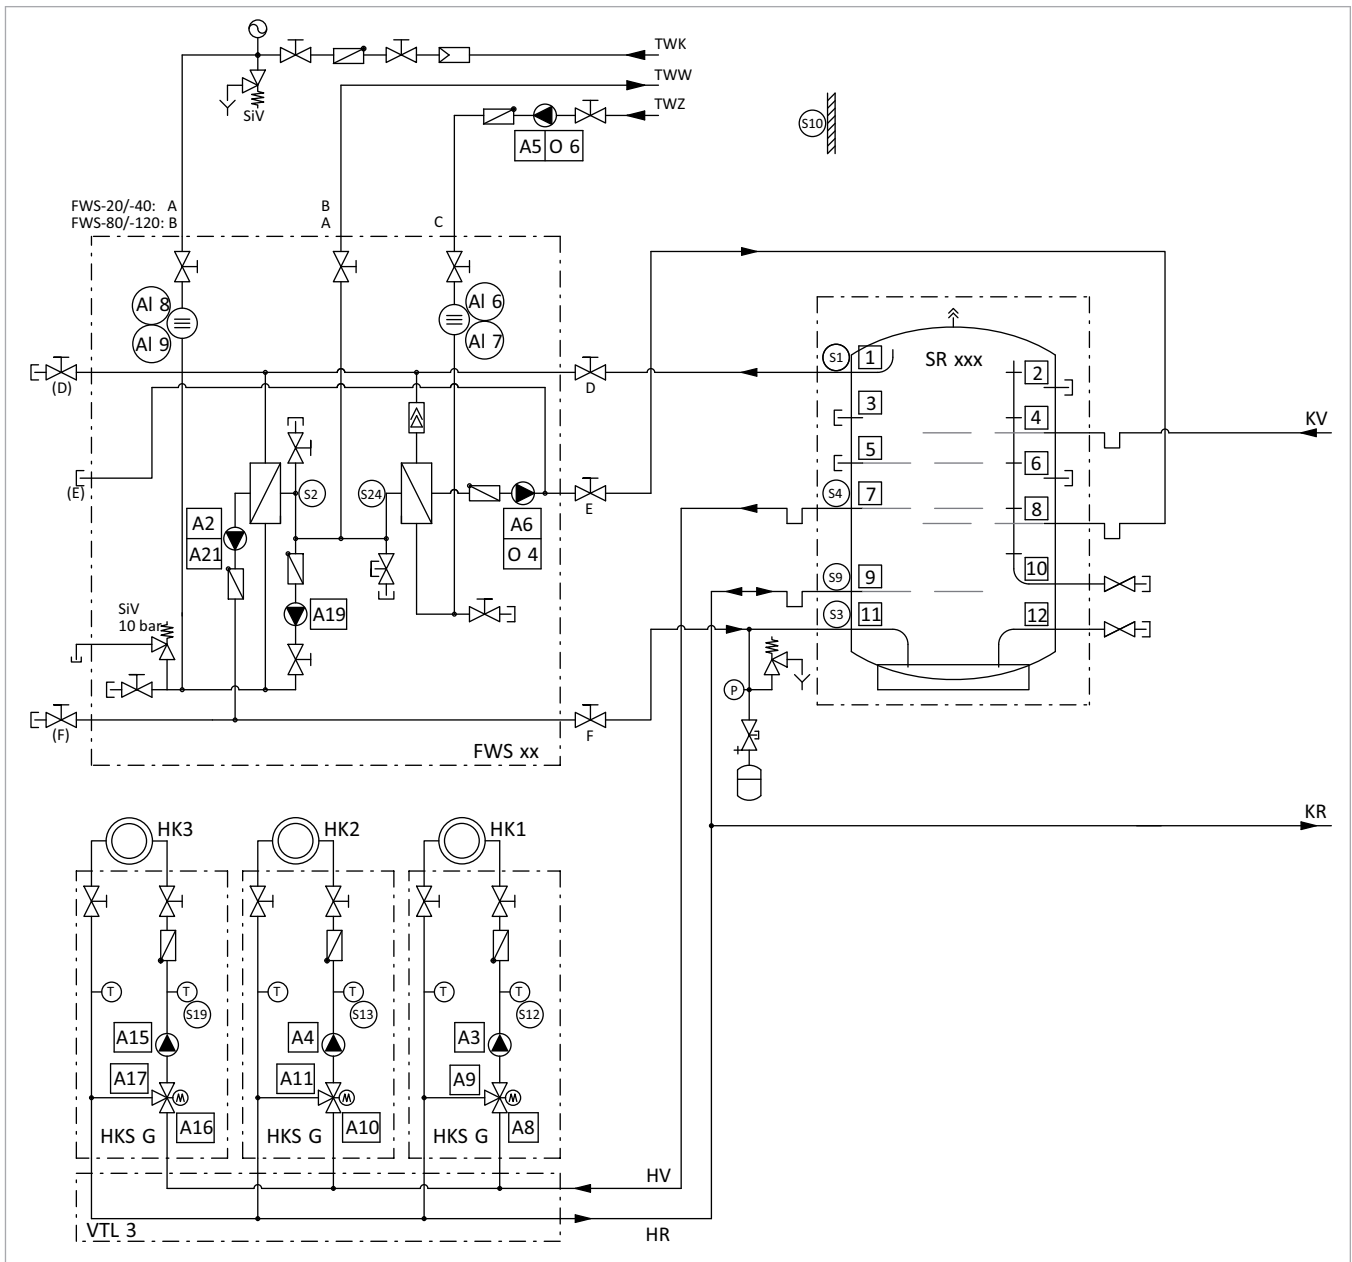 TWK
TWW
TWZ
SiV
A5 O 6
S10
FWS-20/-40: A B
FWS-80/-120: B A C
Al 8
Al 9
Al 6
Al 7
(D)
D
S1
1
SR xxx
2
3
4
KV
5
6
(E)
S2
S24
E
S4
7
8
A2
A21
A6
O 4
S9
9
10
SiV
10 bar
A19
S3
11
12
P
(F)
F
FWS xx
KR
HK3
HK2
HK1
T
T
T
T
T
T
S19
S13
S12
A15
A4
A3
A17
A11
A9
M
M
M
A16
A10
A8
HKS G
HKS G
HKS G
HV
VTL 3
HR